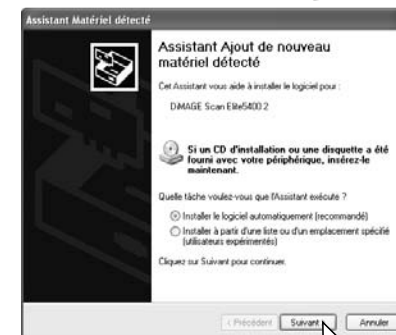 Assistant Matériel détecté
Assistant Ajout de nouveau
matériel détecté
Cet Assistant vous aide à installer le logiciel pour :
DiMAGE Scan Elite5400 2
Si un CD d'installation ou une disquette a été
fourni avec votre périphérique, insérez-le
maintenant.
Quelle tâche voulez-vous que l'Assistant exécute ?
Installer le logiciel automatiquement (recommandé)
Installer à partir d'une liste ou d'un emplacement spécifié
(utilisateurs expérimentés)
Cliquez sur Suivant pour continuer.
< Précédent Suivant Annuler